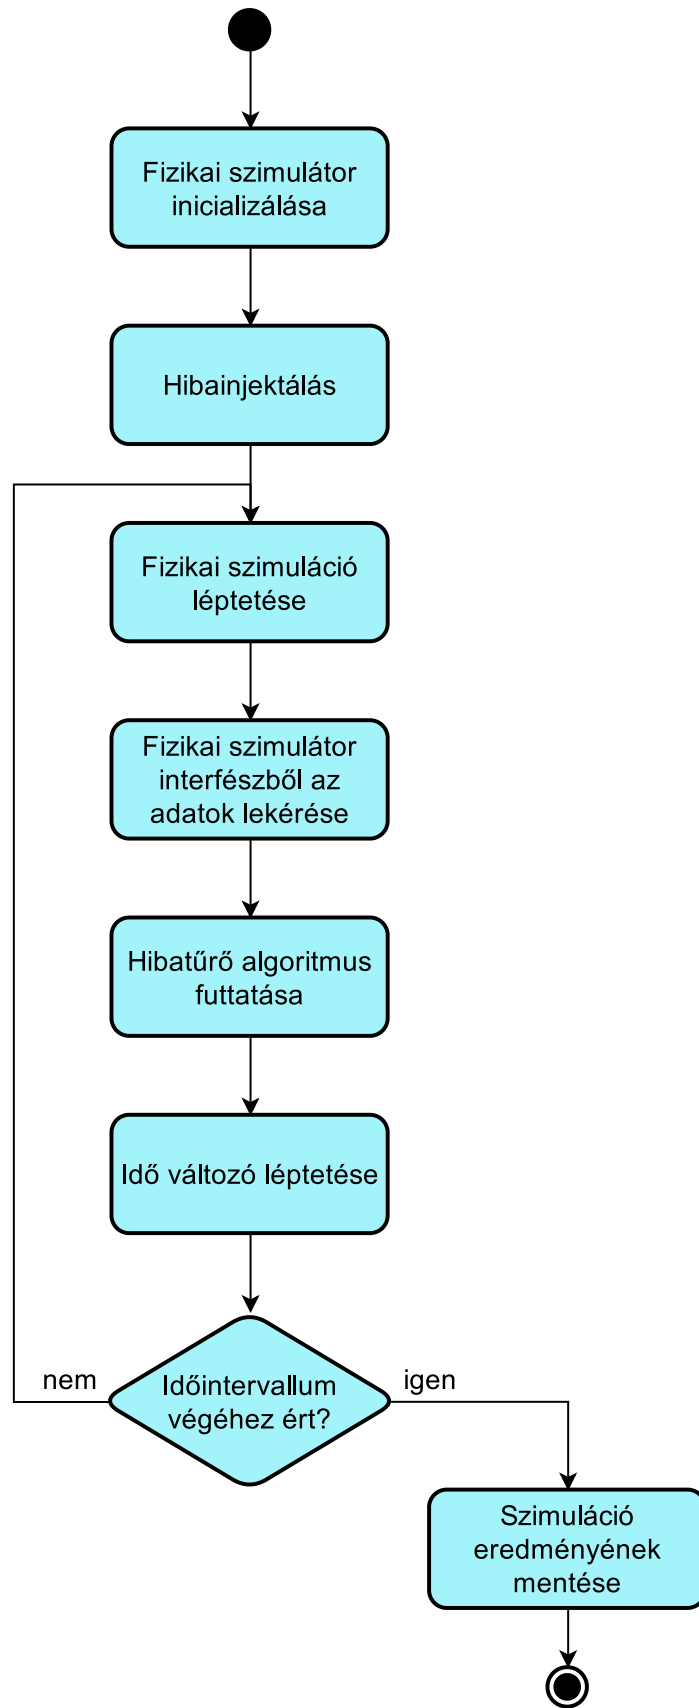 Fizikai szimulátor
inicializálása
Hibainjektálás
Fizikai szimuláció
léptetése
Fizikai szimulátor
interfészből az
adatok lekérése
Hibatűrő algoritmus
futtatása
Idő változó léptetése
nem
Időintervallum
végéhez ért?
igen
Szimuláció
eredményének
mentése